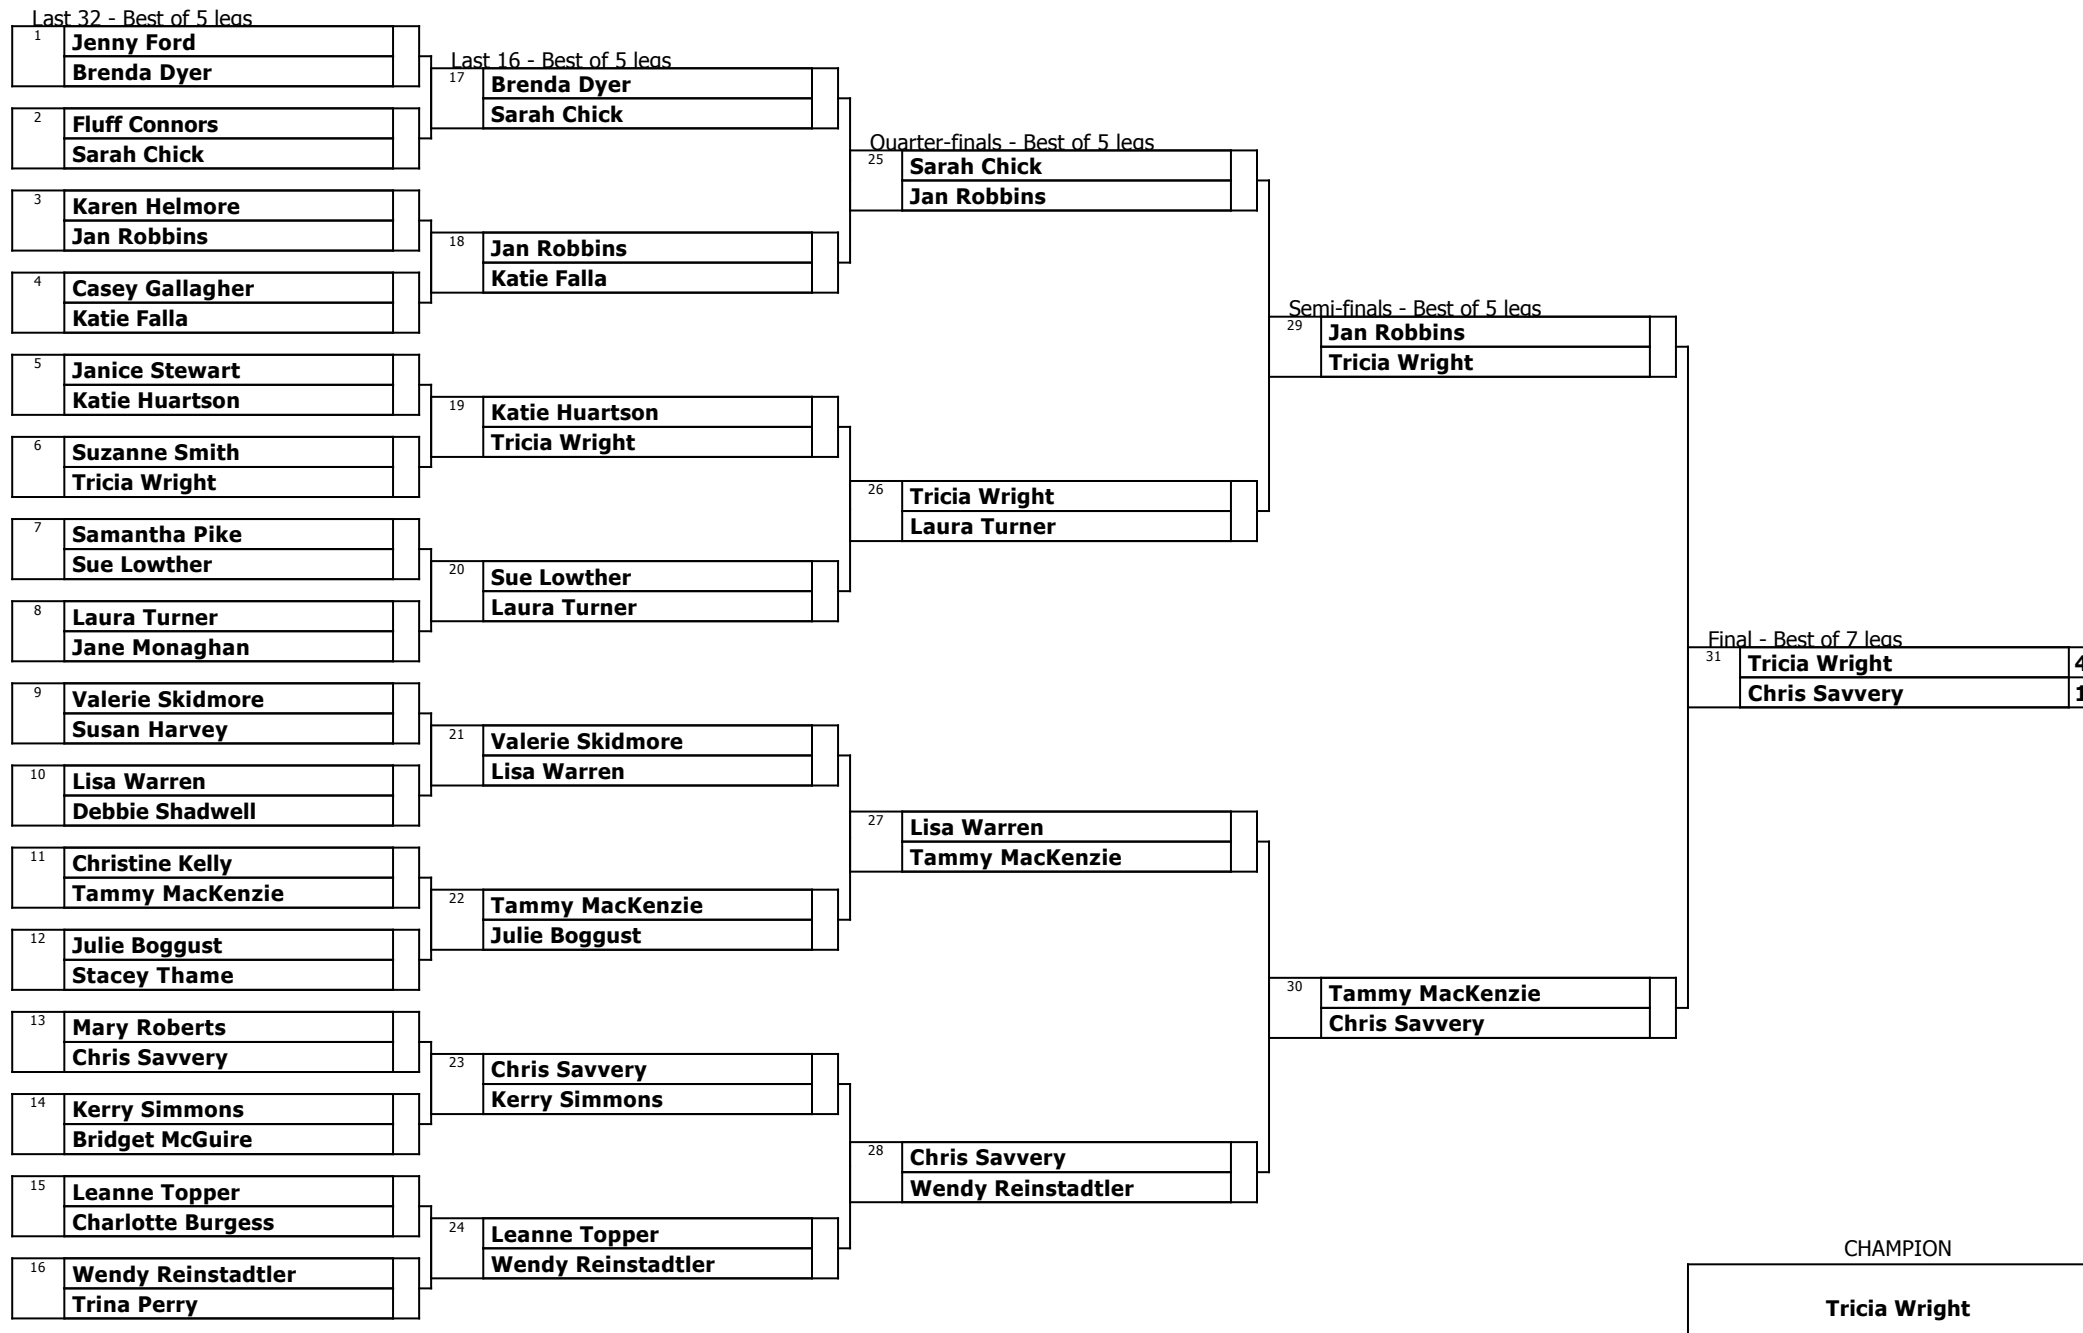 Last 32 - Best of 5 legs
1
Jenny Ford
Brenda Dyer
2
Fluff Connors
Sarah Chick
3
Karen Helmore
Jan Robbins
4
Casey Gallagher
Katie Falla
5
Janice Stewart
Katie Huartson
6
Suzanne Smith
Tricia Wright
7
Samantha Pike
Sue Lowther
8
Laura Turner
Jane Monaghan
9
Valerie Skidmore
Susan Harvey
10
Lisa Warren
Debbie Shadwell
11
Christine Kelly
Tammy MacKenzie
12
Julie Boggust
Stacey Thame
13
Mary Roberts
Chris Savvery
14
Kerry Simmons
Bridget McGuire
15
Leanne Topper
Charlotte Burgess
16
Wendy Reinstadtler
Trina Perry
Last 16 - Best of 5 legs
17
Brenda Dyer
Sarah Chick
18
Jan Robbins
Katie Falla
19
Katie Huartson
Tricia Wright
20
Sue Lowther
Laura Turner
21
Valerie Skidmore
Lisa Warren
22
Tammy MacKenzie
Julie Boggust
23
Chris Savvery
Kerry Simmons
24
Leanne Topper
Wendy Reinstadtler
Quarter-finals - Best of 5 legs
25
Sarah Chick
Jan Robbins
26
Tricia Wright
Laura Turner
27
Lisa Warren
Tammy MacKenzie
28
Chris Savvery
Wendy Reinstadtler
Semi-finals - Best of 5 legs
29
Jan Robbins
Tricia Wright
30
Tammy MacKenzie
Chris Savvery
Final - Best of 7 legs
31
Tricia Wright 4
Chris Savvery 1
CHAMPION
Tricia Wright